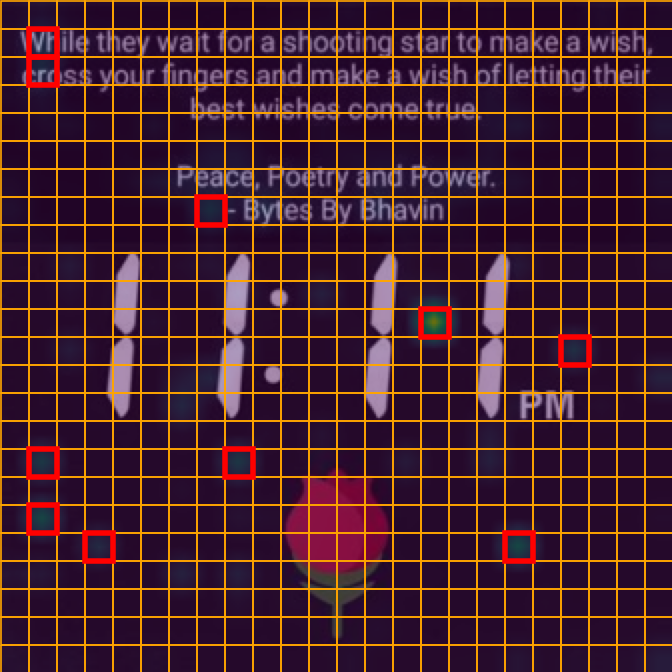 While they wait for a shooting star to make a wish,
cross your fingers and make a wish of letting their
best wishes come true.
Peace, Poetry and Power.
- Bytes By Bhavin
11:11
PM